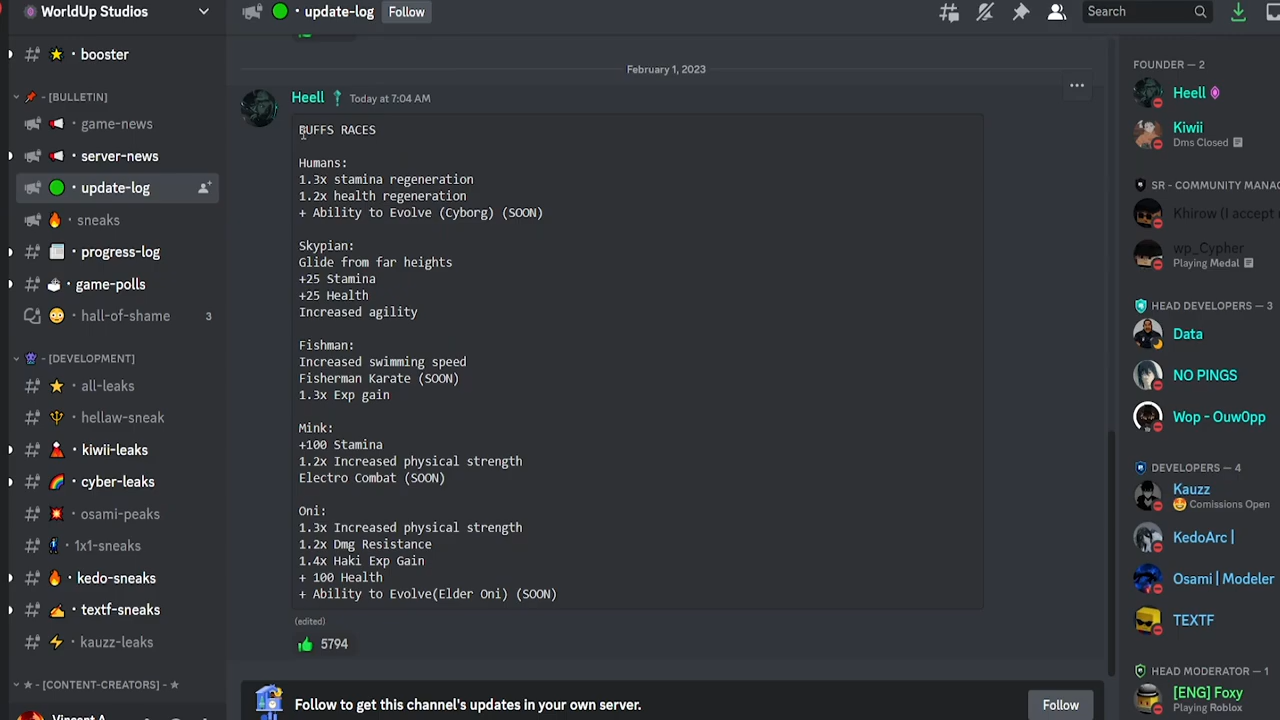 WorldUp Studios
booster
- [BULLETIN]
game-news
server-news
update-log
sneaks
progress-log
game-polls
hall-of-shame 3
- [DEVELOPMENT]
all-leaks
hellaw-sneak
kiwii-leaks
cyber-leaks
osami-peaks
1x1-sneaks
kedo-sneaks
textf-sneaks
kauzz-leaks
- [CONTENT-CREATORS] -
update-log Follow
Search
February 1, 2023
Heell Today at 7:04 AM
BUFFS RACES
Humans:
1.3x stamina regeneration
1.2x health regeneration
+ Ability to Evolve (Cyborg) (SOON)
Skypian:
Glide from far heights
+25 Stamina
+25 Health
Increased agility
Fishman:
Increased swimming speed
Fisherman Karate (SOON)
1.3x Exp gain
Mink:
+100 Stamina
1.2x Increased physical strength
Electro Combat (SOON)
Oni:
1.3x Increased physical strength
1.2x Dmg Resistance
1.4x Haki Exp Gain
+ 100 Health
+ Ability to Evolve(Elder Oni) (SOON)
(edited)
5794
Follow to get this channel's updates in your own server.
Follow
FOUNDER — 2
Heell
Kiwii
Dms Closed
SR - COMMUNITY MANAG
Khirow (I accept
wp_Cypher
Playing Medal
HEAD DEVELOPERS — 3
Data
NO PINGS
Wop - Ouw0pp
DEVELOPERS — 4
Kauzz
Comissions Open
KedoArc |
Osami | Modeler
TEXTF
HEAD MODERATOR — 1
[ENG] Foxy
Playing Roblox